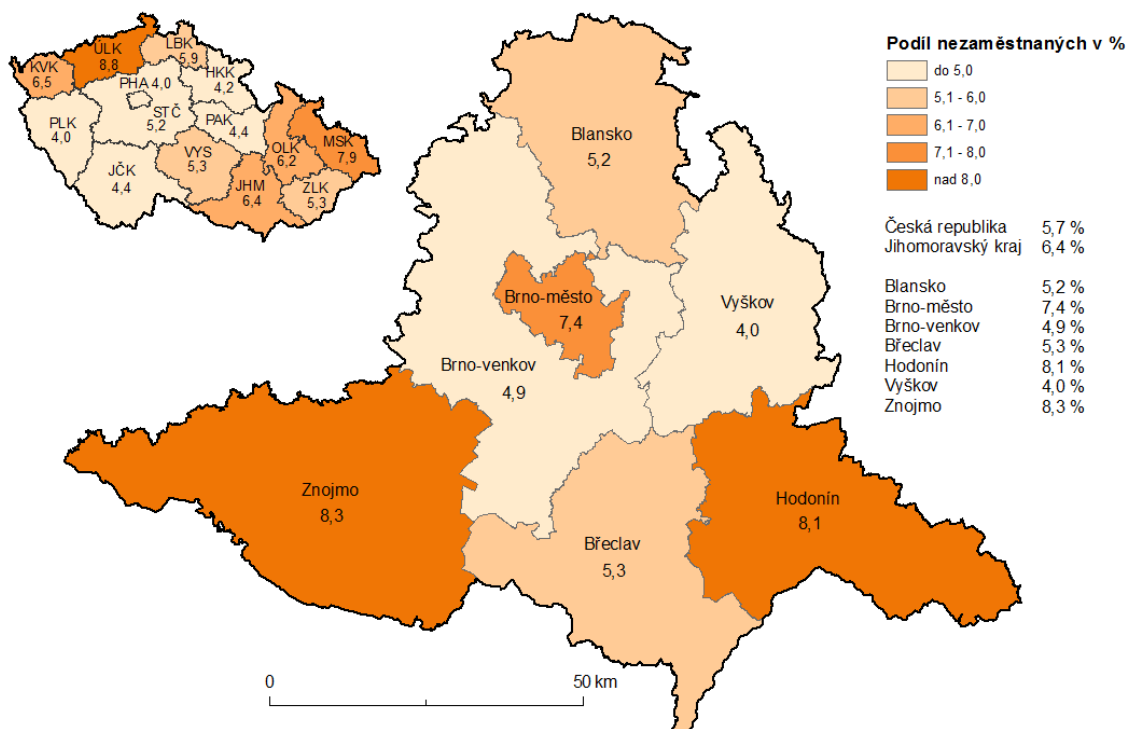 ÚLK
8,8
LBK
5,9
KVK
6,5
HKK
4,2
PHA 4,0
STČ
5,2
PLK
4,0
PAK
4,4
MSK
7,9
OLK
6,2
VYS
5,3
JČK
4,4
JHM
6,4
ZLK
5,3
Blansko
5,2
Brno-město
7,4
Vyškov
4,0
Brno-venkov
4,9
Znojmo
8,3
Hodonín
8,1
Břeclav
5,3
0 50 km
Podíl nezaměstnaných v %
do 5,0
5,1 - 6,0
6,1 - 7,0
7,1 - 8,0
nad 8,0
Česká republika 5,7 %
Jihomoravský kraj 6,4 %
Blansko 5,2 %
Brno-město 7,4 %
Brno-venkov 4,9 %
Břeclav 5,3 %
Hodonín 8,1 %
Vyškov 4,0 %
Znojmo 8,3 %